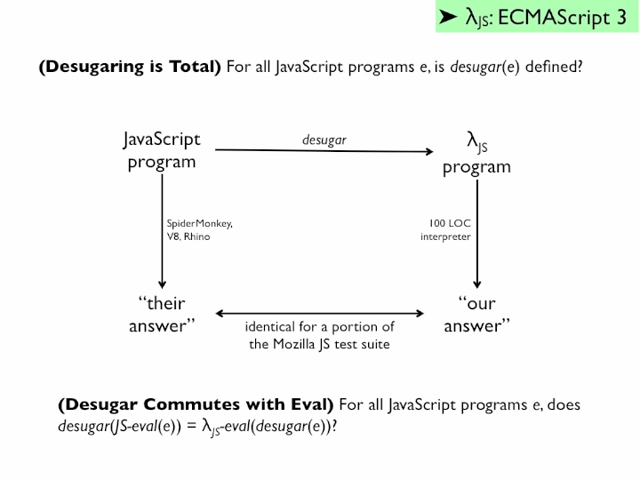 ➤ λJS: ECMAScript 3
(Desugaring is Total) For all JavaScript programs e, is desugar(e) defined?
JavaScript
program
desugar
λJS
program
SpiderMonkey,
V8, Rhino
100 LOC
interpreter
“their
answer”
identical for a portion of
the Mozilla JS test suite
“our
answer”
(Desugar Commutes with Eval) For all JavaScript programs e, does
desugar(JS-eval(e)) = λJS-eval(desugar(e))?